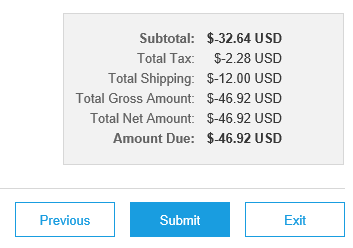 Subtotal: $-32.64 USD
Total Tax: $-2.28 USD
Total Shipping: $-12.00 USD
Total Gross Amount: $-46.92 USD
Total Net Amount: $-46.92 USD
Amount Due: $-46.92 USD
Previous Submit Exit